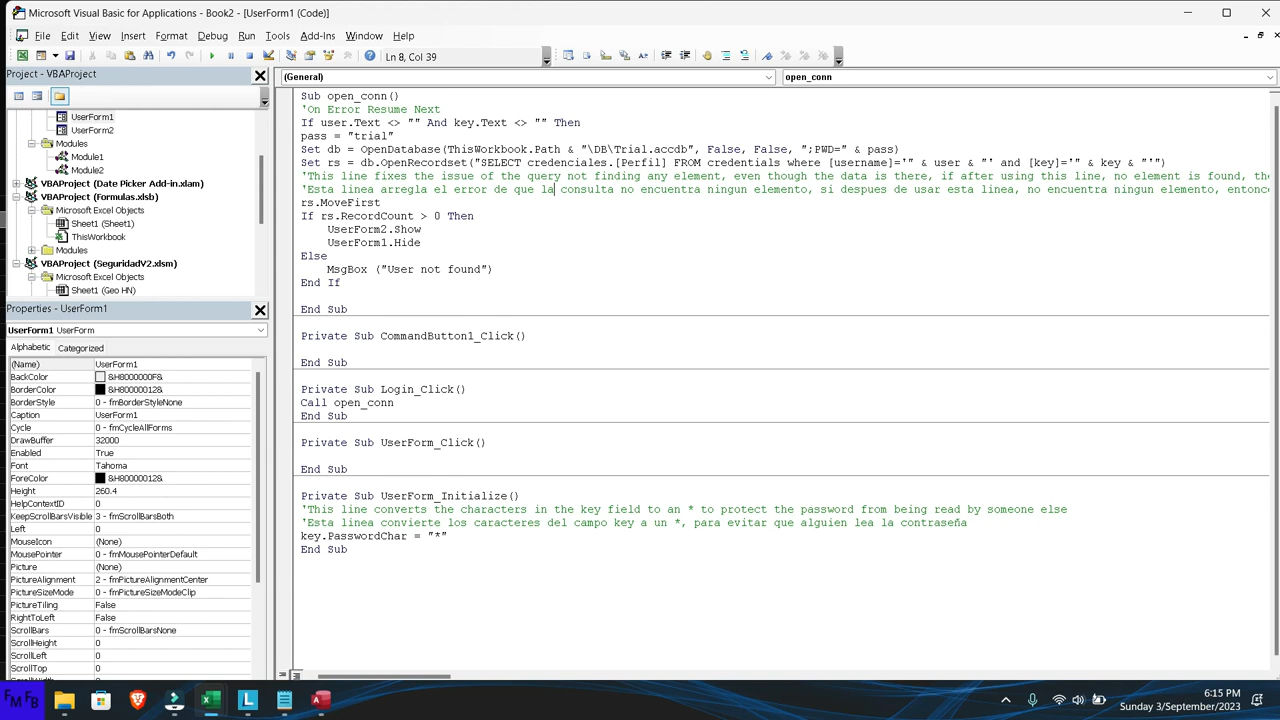 Microsoft Visual Basic for Applications - Book2 - [UserForm1 (Code)]
File Edit View Insert Format Debug Run Tools Add-Ins Window Help
Ln 8, Col 39
Project - VBAProject
UserForm1
UserForm2
Modules
Module1
Module2
VBAProject (Date Picker Add-in.xlam)
VBAProject (Formulas.xlsb)
Microsoft Excel Objects
Sheet1 (Sheet1)
ThisWorkbook
Modules
VBAProject (SeguridadV2.xlsm)
Microsoft Excel Objects
Sheet1 (Geo HN)
Properties - UserForm1
UserForm1 UserForm
Alphabetic Categorized
(Name) UserForm1
BackColor &H8000000F&
BorderColor &H80000012&
BorderStyle 0 - fmBorderStyleNone
Caption UserForm1
Cycle 0 - fmCycleAllForms
DrawBuffer 32000
Enabled True
Font Tahoma
ForeColor &H80000012&
Height 260.4
HelpContextID 0
KeepScrollBarsVisible 3 - fmScrollBarsBoth
Left 0
MouseIcon (None)
MousePointer 0 - fmMousePointerDefault
Picture (None)
PictureAlignment 2 - fmPictureAlignmentCenter
PictureSizeMode 0 - fmPictureSizeModeClip
PictureTiling False
RightToLeft False
ScrollBars 0 - fmScrollBarsNone
ScrollHeight 0
ScrollLeft 0
ScrollTop 0
(General) open_conn
Sub open_conn()
'On Error Resume Next
If user.Text <> "" And key.Text <> "" Then
pass = "trial"
Set db = OpenDatabase(ThisWorkbook.Path & "\DB\Trial.accdb", False, False, ";PWD=" & pass)
Set rs = db.OpenRecordset("SELECT credenciales.[Perfil] FROM credentials where [username]='" & user & "' and [key]='" & key & "'")
'This line fixes the issue of the query not finding any element, even though the data is there, if after using this line, no element is found, the
'Esta linea arregla el error de que la consulta no encuentra ningun elemento, si despues de usar esta linea, no encuentra ningun elemento, entonc
rs.MoveFirst
If rs.RecordCount > 0 Then
UserForm2.Show
UserForm1.Hide
Else
MsgBox ("User not found")
End If
End Sub
Private Sub CommandButton1_Click()
End Sub
Private Sub Login_Click()
Call open_conn
End Sub
Private Sub UserForm_Click()
End Sub
Private Sub UserForm_Initialize()
'This line converts the characters in the key field to an * to protect the password from being read by someone else
'Esta linea convierte los caracteres del campo key a un *, para evitar que alguien lea la contraseña
key.PasswordChar = "*"
End Sub
6:15 PM
Sunday 3/September/2023